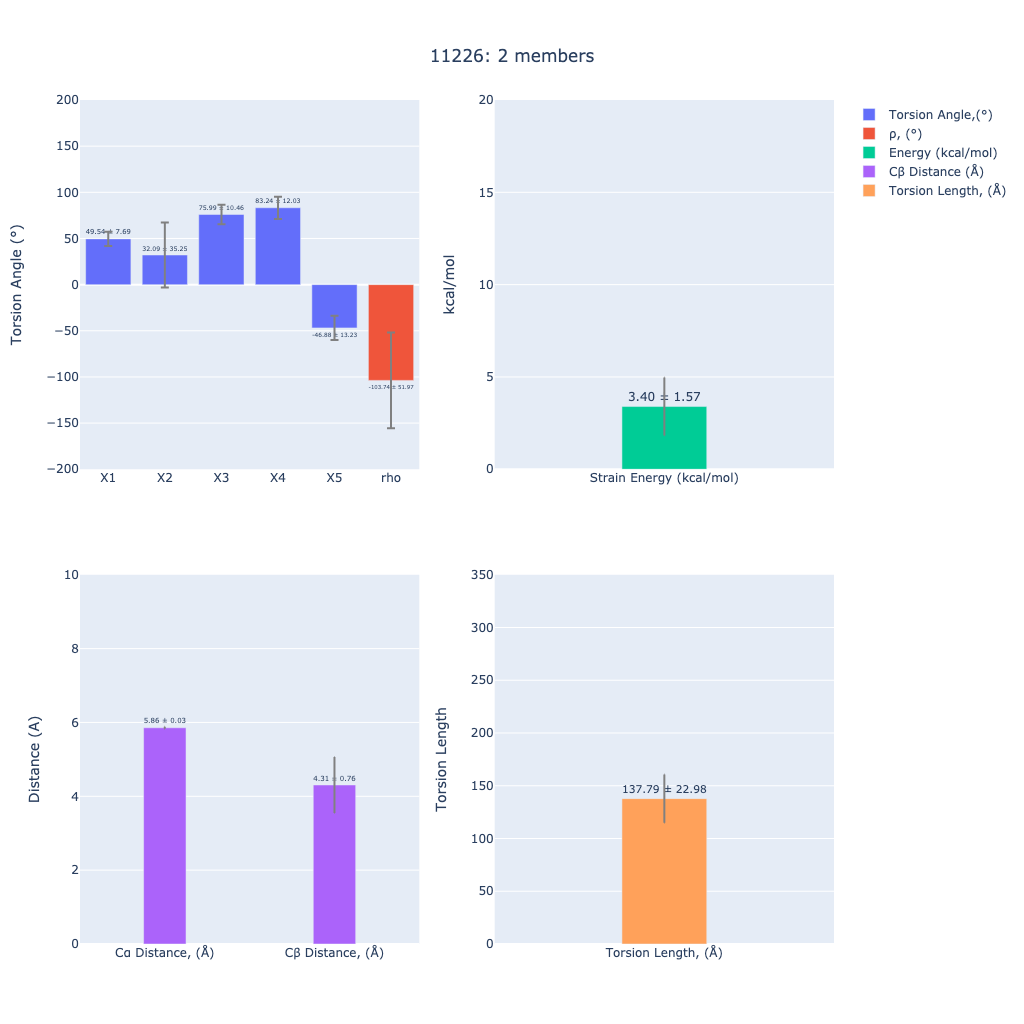 11226: 2 members
Torsion Angle (°)
200
150
100
50
0
−50
−100
−150
−200
49.54 ± 7.69
32.09 ± 35.25
75.99 ± 10.46
83.24 ± 12.03
-46.88 ± 13.23
-103.74 ± 51.97
X1 X2 X3 X4 X5 rho
kcal/mol
20
15
10
5
0
3.40 ± 1.57
Strain Energy (kcal/mol)
Torsion Angle,(°)
ρ, (°)
Energy (kcal/mol)
Cβ Distance (Å)
Torsion Length, (Å)
Distance (A)
10
8
6
4
2
0
5.86 ± 0.03
4.31 ± 0.76
Cα Distance, (Å) Cβ Distance, (Å)
Torsion Length
350
300
250
200
150
100
50
0
137.79 ± 22.98
Torsion Length, (Å)